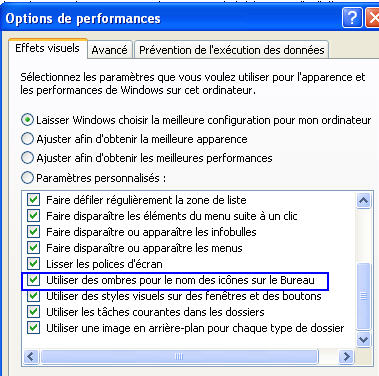 Options de performances
Effets visuels
Avancé
Prévention de l'exécution des données
Sélectionnez les paramètres que vous voulez utiliser pour l'apparence et
les performances de Windows sur cet ordinateur.
Laisser Windows choisir la meilleure configuration pour mon ordinateur
Ajuster afin d'obtenir la meilleure apparence
Ajuster afin d'obtenir les meilleures performances
Paramètres personnalisés :
Faire défiler régulièrement la zone de liste
Faire disparaître les éléments du menu suite à un clic
Faire disparaître ou apparaître les infobulles
Faire disparaître ou apparaître les menus
Lisser les polices d'écran
Utiliser des ombres pour le nom des icônes sur le Bureau
Utiliser des styles visuels sur des fenêtres et des boutons
Utiliser les tâches courantes dans les dossiers
Utiliser une image en arrière-plan pour chaque type de dossier